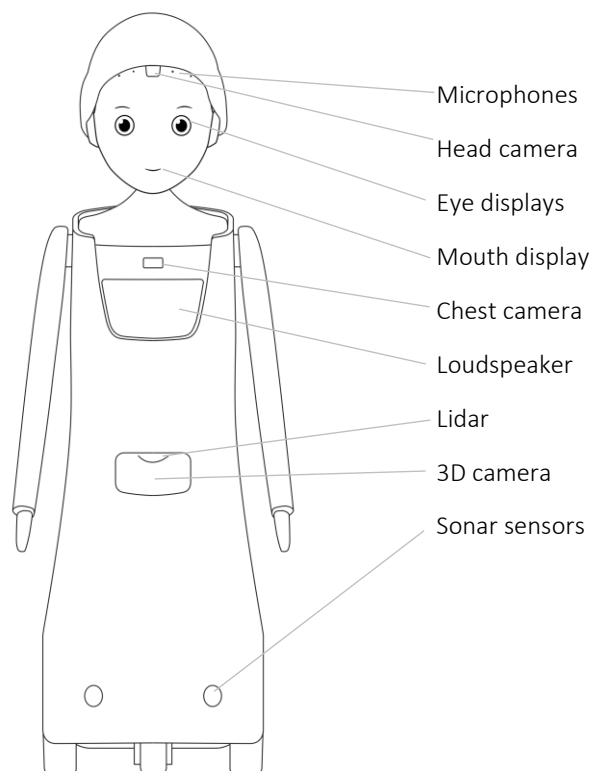 Microphones
Head camera
Eye displays
Mouth display
Chest camera
Loudspeaker
Lidar
3D camera
Sonar sensors